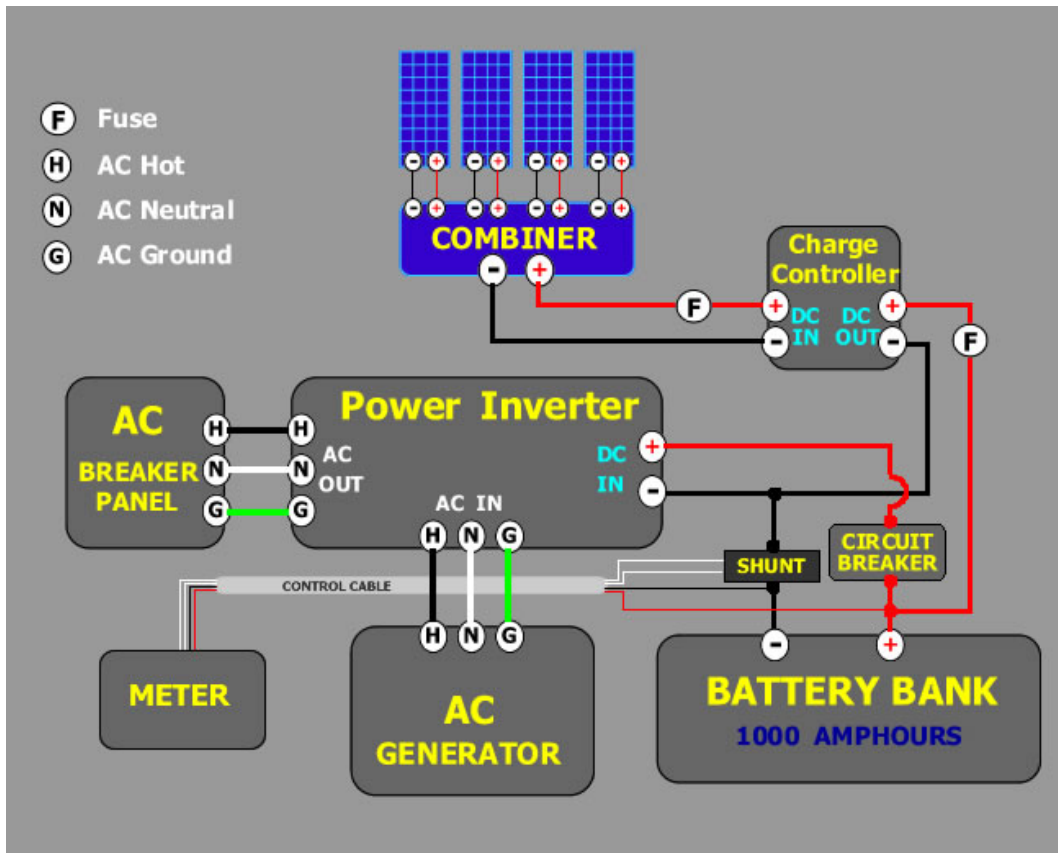 F Fuse
H AC Hot
N AC Neutral
G AC Ground
- + - + - + - +
- + - + - + - +
COMBINER
- +
Charge
Controller
F + DC DC +
- IN OUT - F
AC
BREAKER
PANEL
H H
N N
G G
Power Inverter
AC
OUT
DC +
IN -
AC IN
H N G
CONTROL CABLE
SHUNT
CIRCUIT
BREAKER
METER
H N G
AC
GENERATOR
- +
BATTERY BANK
1000 AMPHOURS